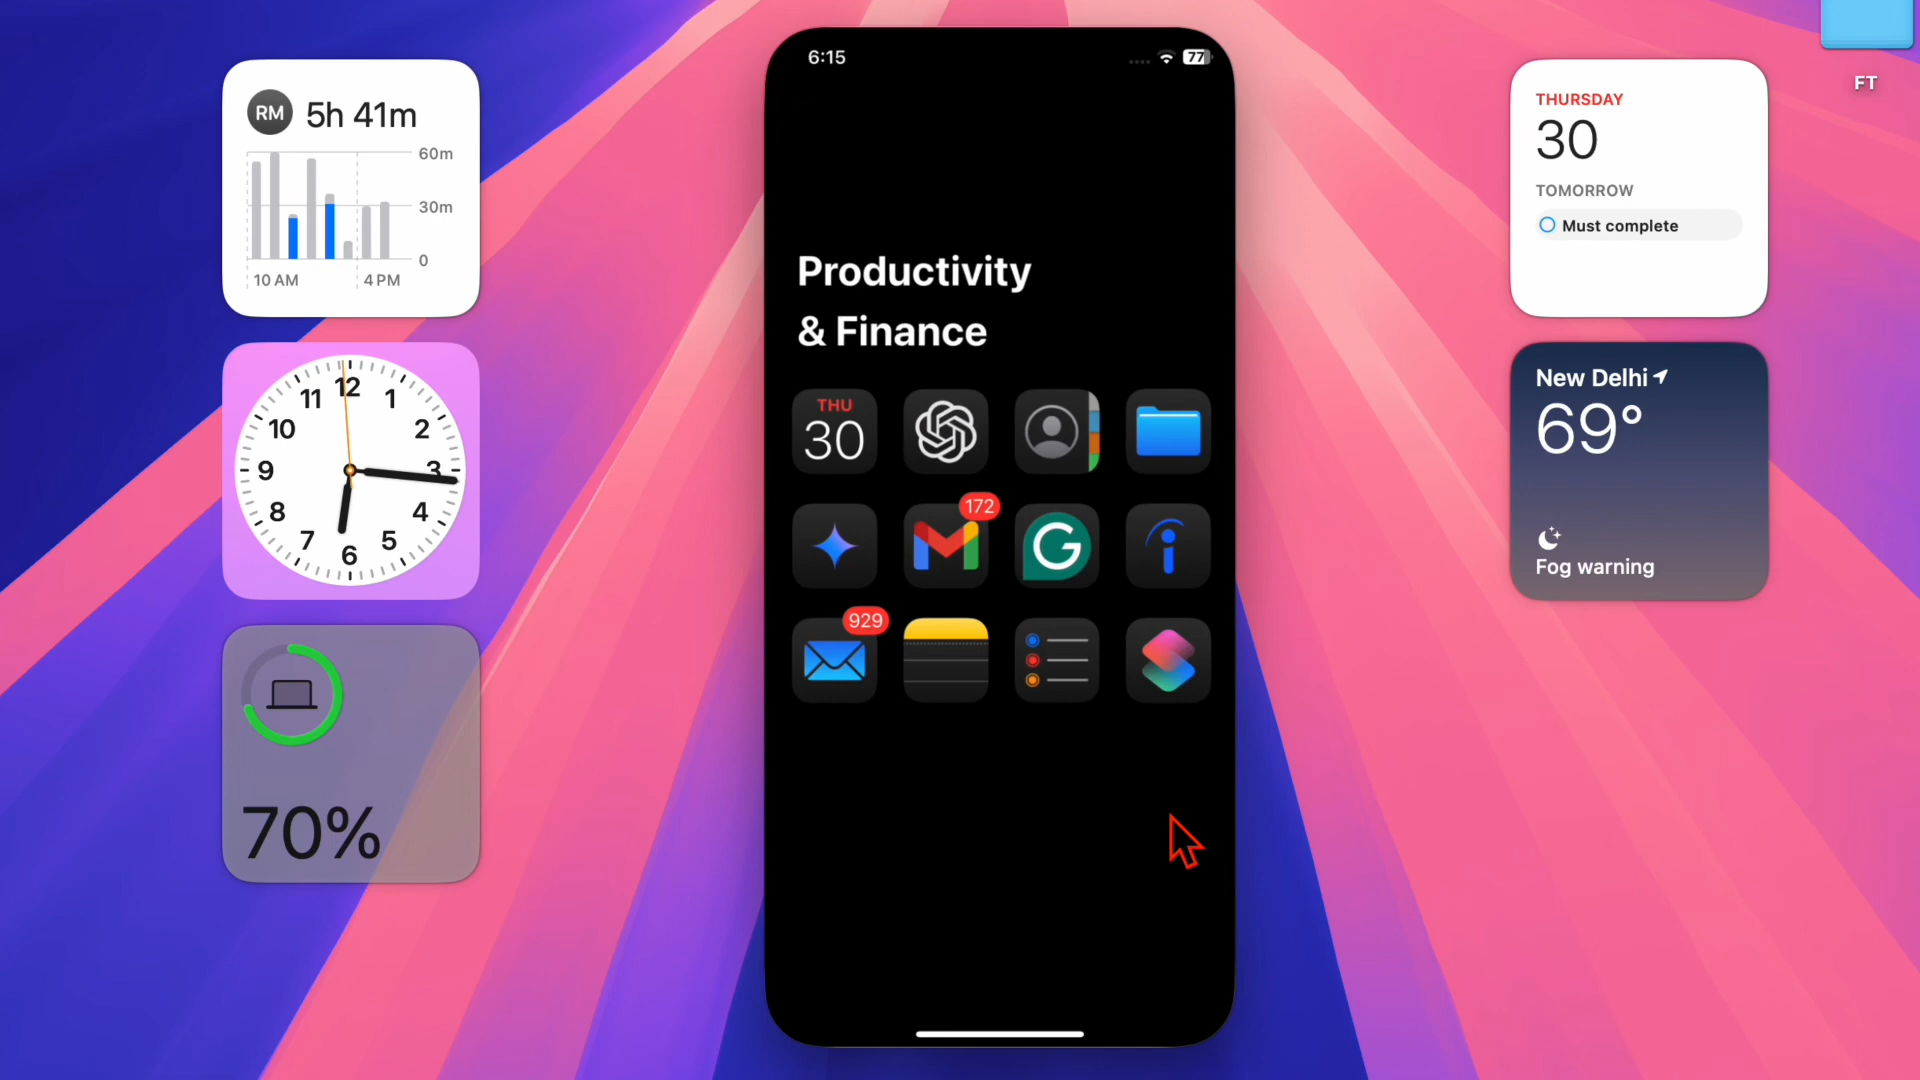 RM 5h 41m
60m
30m
0
10 AM 4 PM
12
1
2
3
4
5
6
7
8
9
10
11
70%
6:15 77
Productivity
& Finance
THU
30
172
G
929
THURSDAY
30
TOMORROW
Must complete
New Delhi
69°
Fog warning
FT